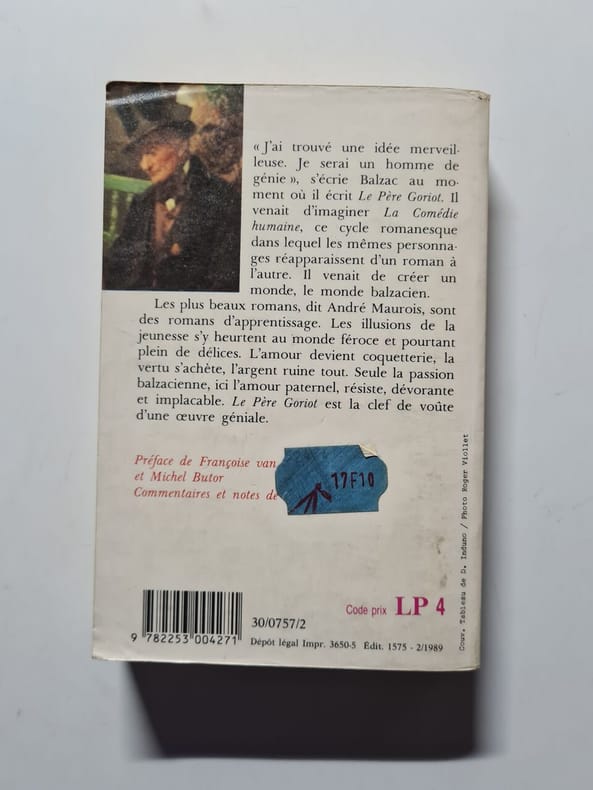 « J'ai trouvé une idée merveil-
leuse. Je serai un homme de
génie », s'écrie Balzac au mo-
ment où il écrit Le Père Goriot. Il
venait d'imaginer La Comédie
humaine, ce cycle romanesque
dans lequel les mêmes personna-
ges réapparaissent d'un roman à
l'autre. Il venait de créer un
monde, le monde balzacien.
Les plus beaux romans, dit André Maurois, sont
des romans d'apprentissage. Les illusions de la
jeunesse s'y heurtent au monde féroce et pourtant
plein de délices. L'amour devient coquetterie, la
vertu s'achète, l'argent ruine tout. Seule la passion
balzacienne, ici l'amour paternel, résiste, dévorante
et implacable. Le Père Goriot est la clef de voûte
d'une œuvre géniale.
Préface de Françoise van
et Michel Butor
Commentaires et notes de
17F10
Code prix LP 4
30/0757/2
9 782253 004271
Dépôt légal Impr. 3650-5 Édit. 1575 - 2/1989
Couv. Tableau de D. Induno / Photo Roger Viollet